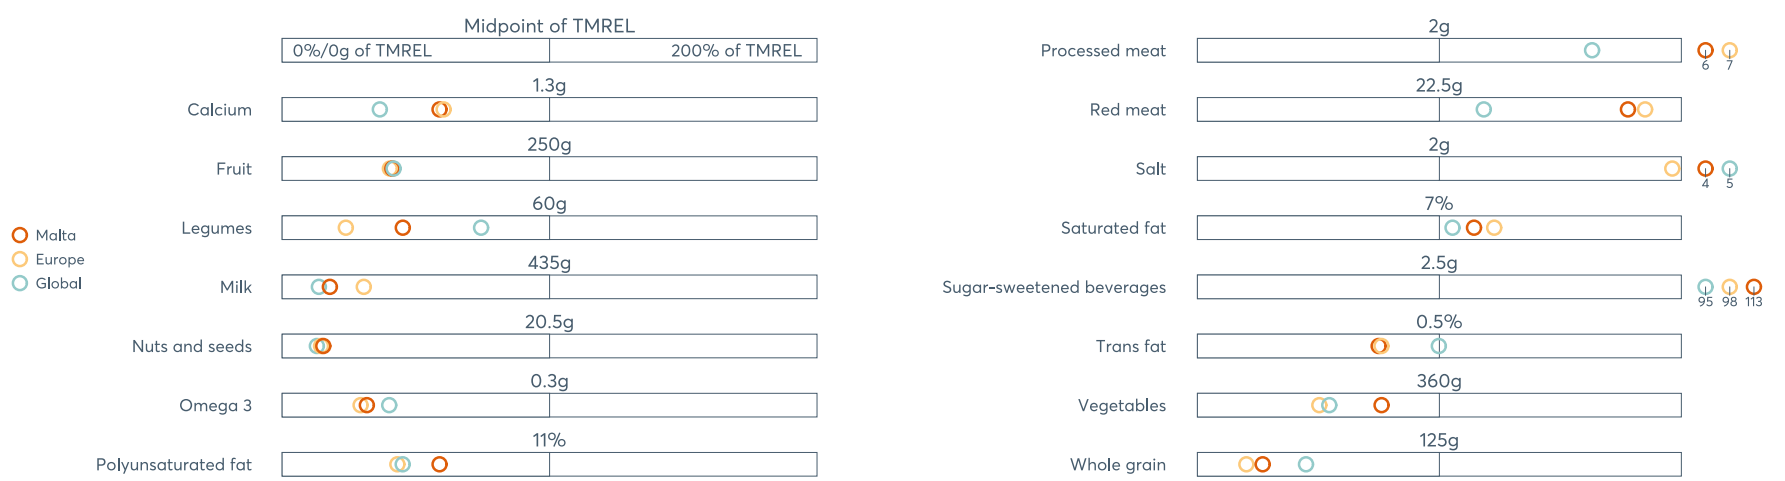 Midpoint of TMREL
0%/0g of TMREL
200% of TMREL
1.3g
Calcium
250g
Fruit
60g
Legumes
435g
Milk
20.5g
Nuts and seeds
0.3g
Omega 3
11%
Polyunsaturated fat
Malta
Europe
Global
2g
Processed meat
6
7
22.5g
Red meat
2g
Salt
4
5
7%
Saturated fat
2.5g
Sugar-sweetened beverages
95
98
113
0.5%
Trans fat
360g
Vegetables
125g
Whole grain